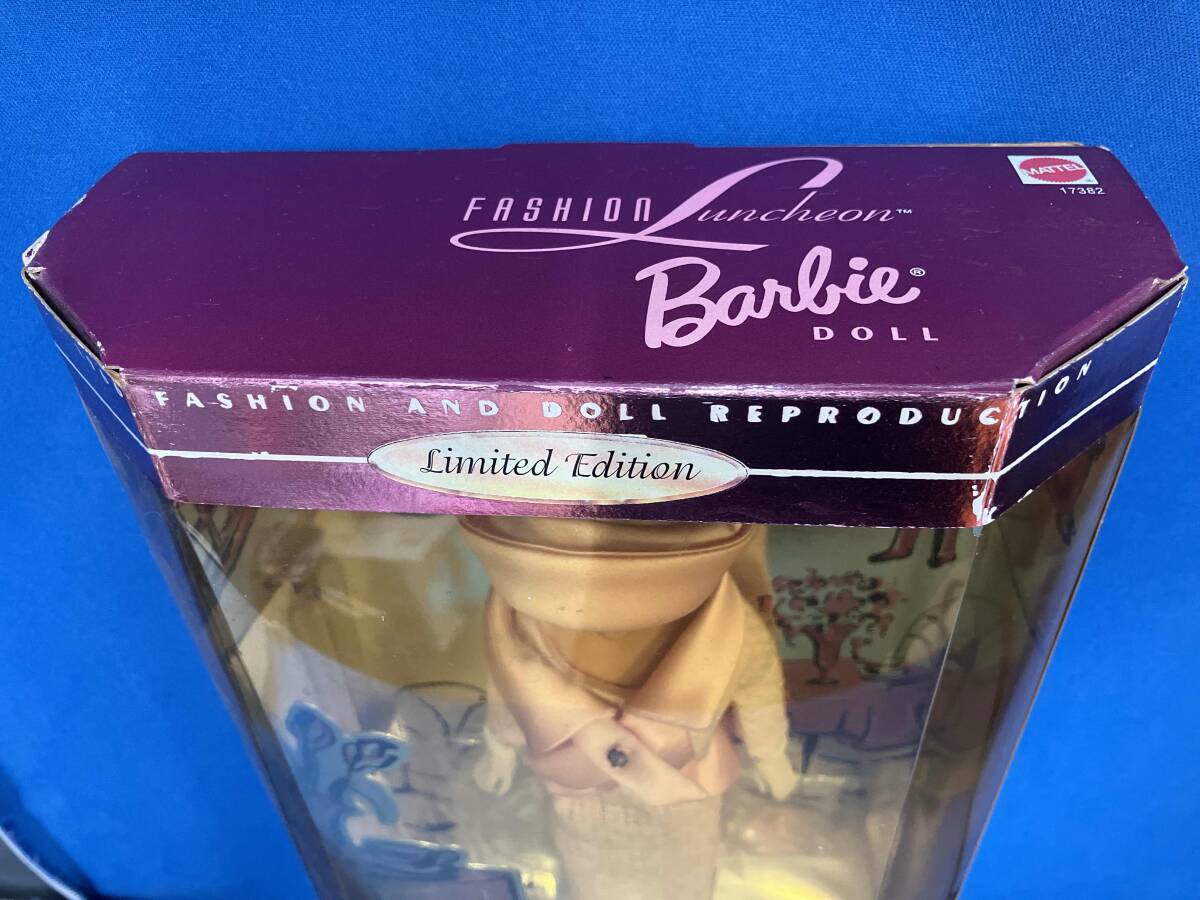 MATTEL
17382
FASHION Luncheon™
Barbie®
DOLL
FASHION AND DOLL REPRODUCTION
Limited Edition